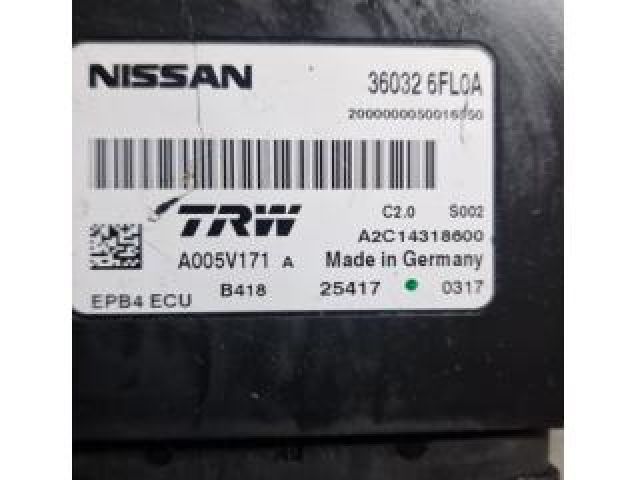 NISSAN 36032 6FL0A
2000000050016550
TRW C2.0 S002
A2C14318600
A005V171 A Made in Germany
EPB4 ECU B418 25417 0317